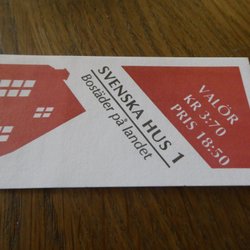 SVENSKA HUS 1
Bostäder på landet
VALÖR
KR 3:70
PRIS 18:50